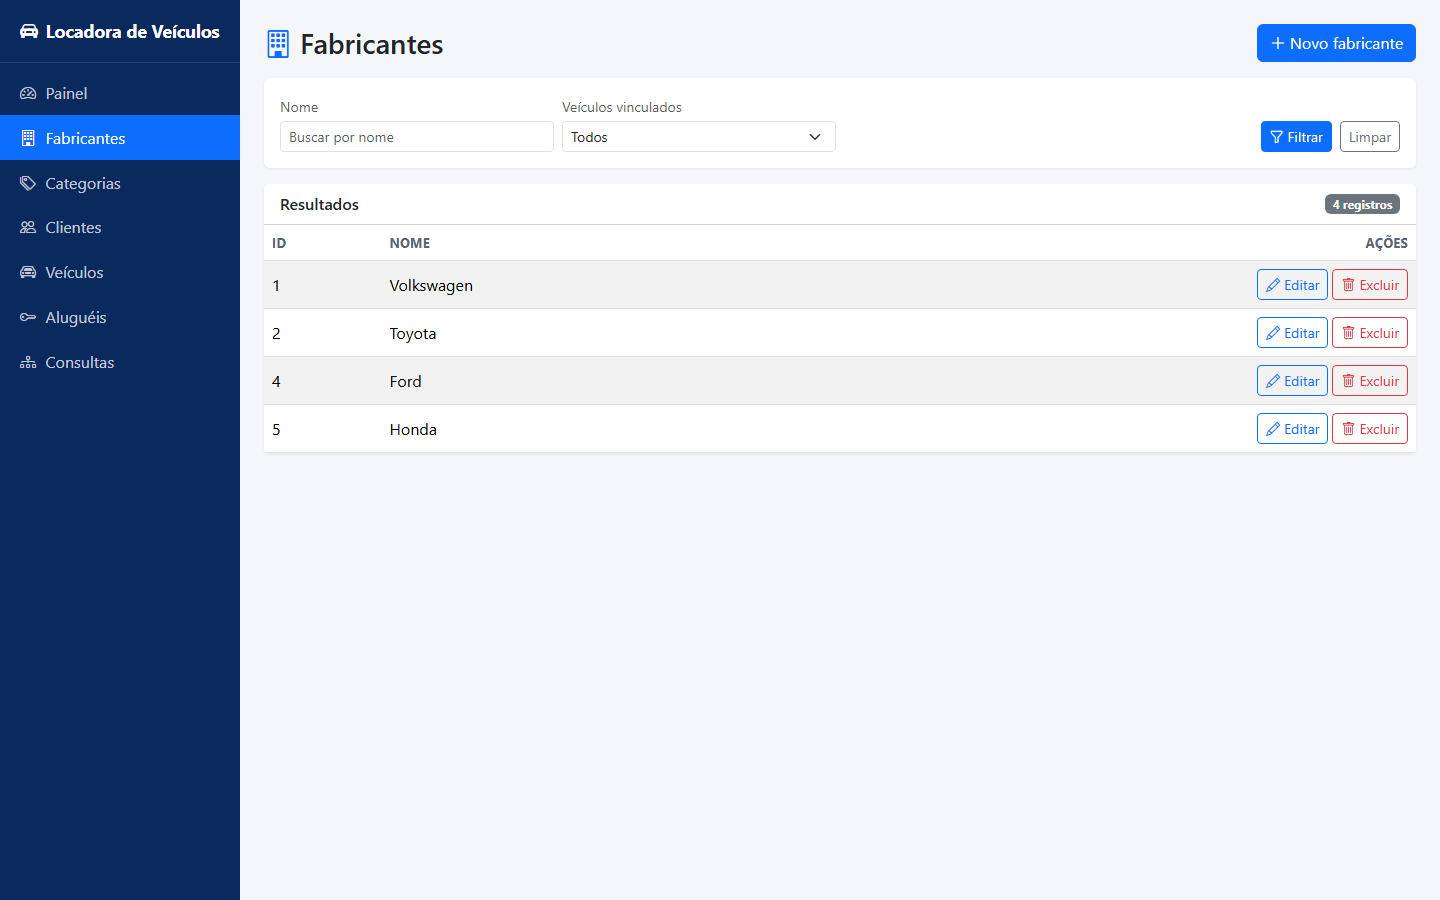 Locadora de Veículos
Painel
Fabricantes
Categorias
Clientes
Veículos
Aluguéis
Consultas
Fabricantes
Novo fabricante
Nome
Veículos vinculados
Buscar por nome
Todos
Filtrar
Limpar
Resultados
4 registros
ID NOME AÇÕES
1 Volkswagen Editar Excluir
2 Toyota Editar Excluir
4 Ford Editar Excluir
5 Honda Editar Excluir